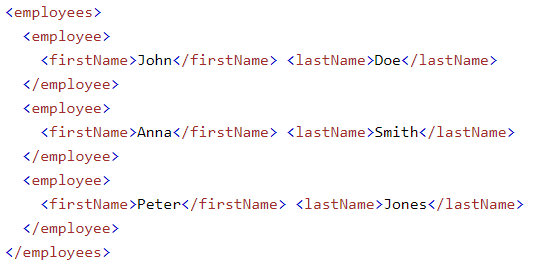 <employees>
  <employee>
    <firstName>John</firstName> <lastName>Doe</lastName>
  </employee>
  <employee>
    <firstName>Anna</firstName> <lastName>Smith</lastName>
  </employee>
  <employee>
    <firstName>Peter</firstName> <lastName>Jones</lastName>
  </employee>
</employees>